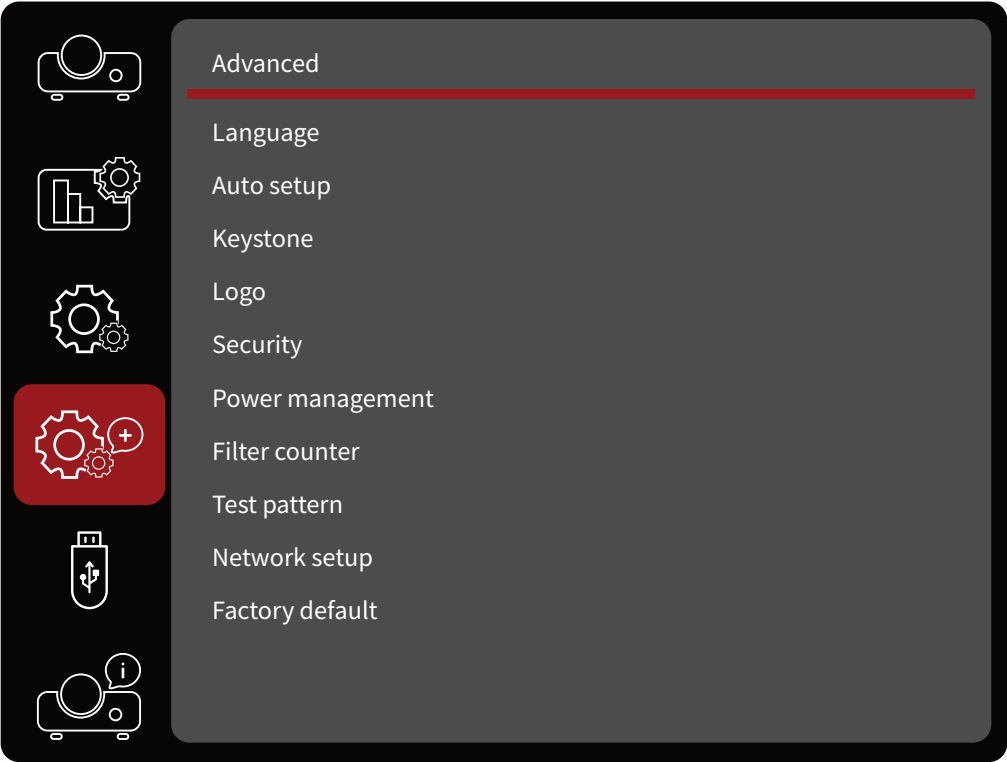 Advanced
Language
Auto setup
Keystone
Logo
Security
Power management
Filter counter
Test pattern
Network setup
Factory default
i